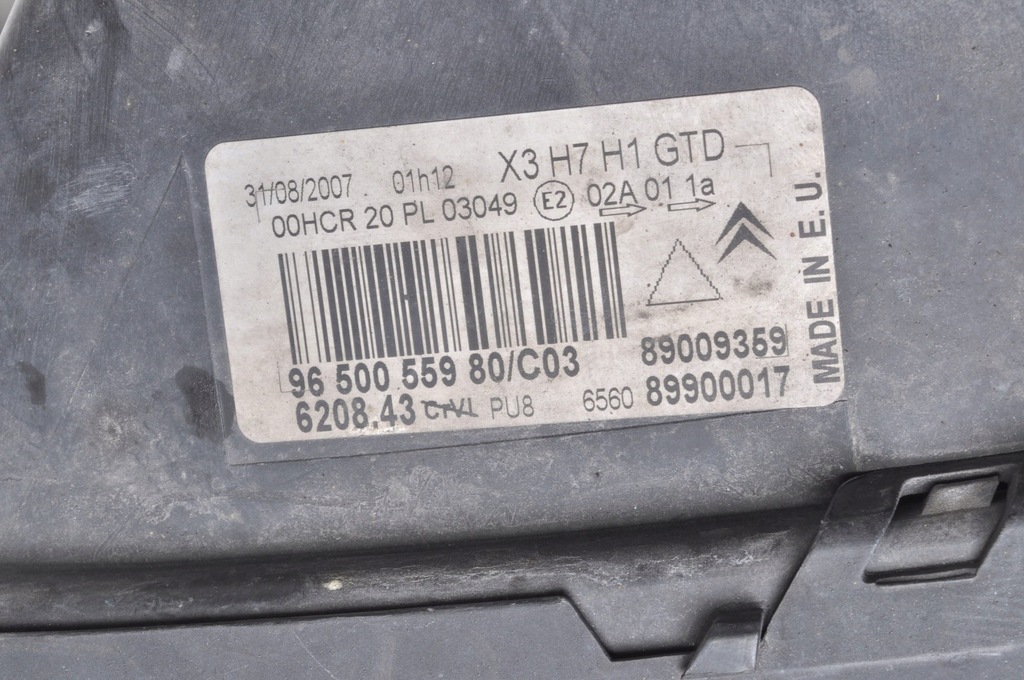 X3 H7 H1 GTD
31/08/2007 01h12
00HCR 20 PL 03049 E2 02A 01 1a
96 500 559 80/C03 89009359
6208.43 PU8 6560 89900017
MADE IN E.U.